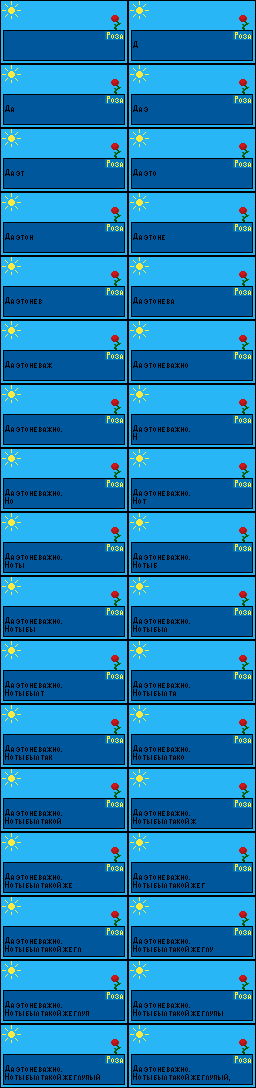 Роза
Роза
Д
Роза
Да
Роза
Даэ
Роза
Даэт
Роза
Даэто
Роза
Даэтон
Роза
Даэтоне
Роза
Даэтонев
Роза
Даэтонева
Роза
Даэтоневаж
Роза
Даэтоневажно
Роза
Даэтоневажно.
Роза
Даэтоневажно.
Н
Роза
Даэтоневажно.
Но
Роза
Даэтоневажно.
Нот
Роза
Даэтоневажно.
Ноты
Роза
Даэтоневажно.
Нотыб
Роза
Даэтоневажно.
Нотыбы
Роза
Даэтоневажно.
Нотыбыл
Роза
Даэтоневажно.
Нотыбылт
Роза
Даэтоневажно.
Нотыбылта
Роза
Даэтоневажно.
Нотыбылтак
Роза
Даэтоневажно.
Нотыбылтако
Роза
Даэтоневажно.
Нотыбылтакой
Роза
Даэтоневажно.
Нотыбылтакойж
Роза
Даэтоневажно.
Нотыбылтакойже
Роза
Даэтоневажно.
Нотыбылтакойжег
Роза
Даэтоневажно.
Нотыбылтакойжегл
Роза
Даэтоневажно.
Нотыбылтакойжеглу
Роза
Даэтоневажно.
Нотыбылтакойжеглуп
Роза
Даэтоневажно.
Нотыбылтакойжеглупы
Роза
Даэтоневажно.
Нотыбылтакойжеглупый
Роза
Даэтоневажно.
Нотыбылтакойжеглупый,